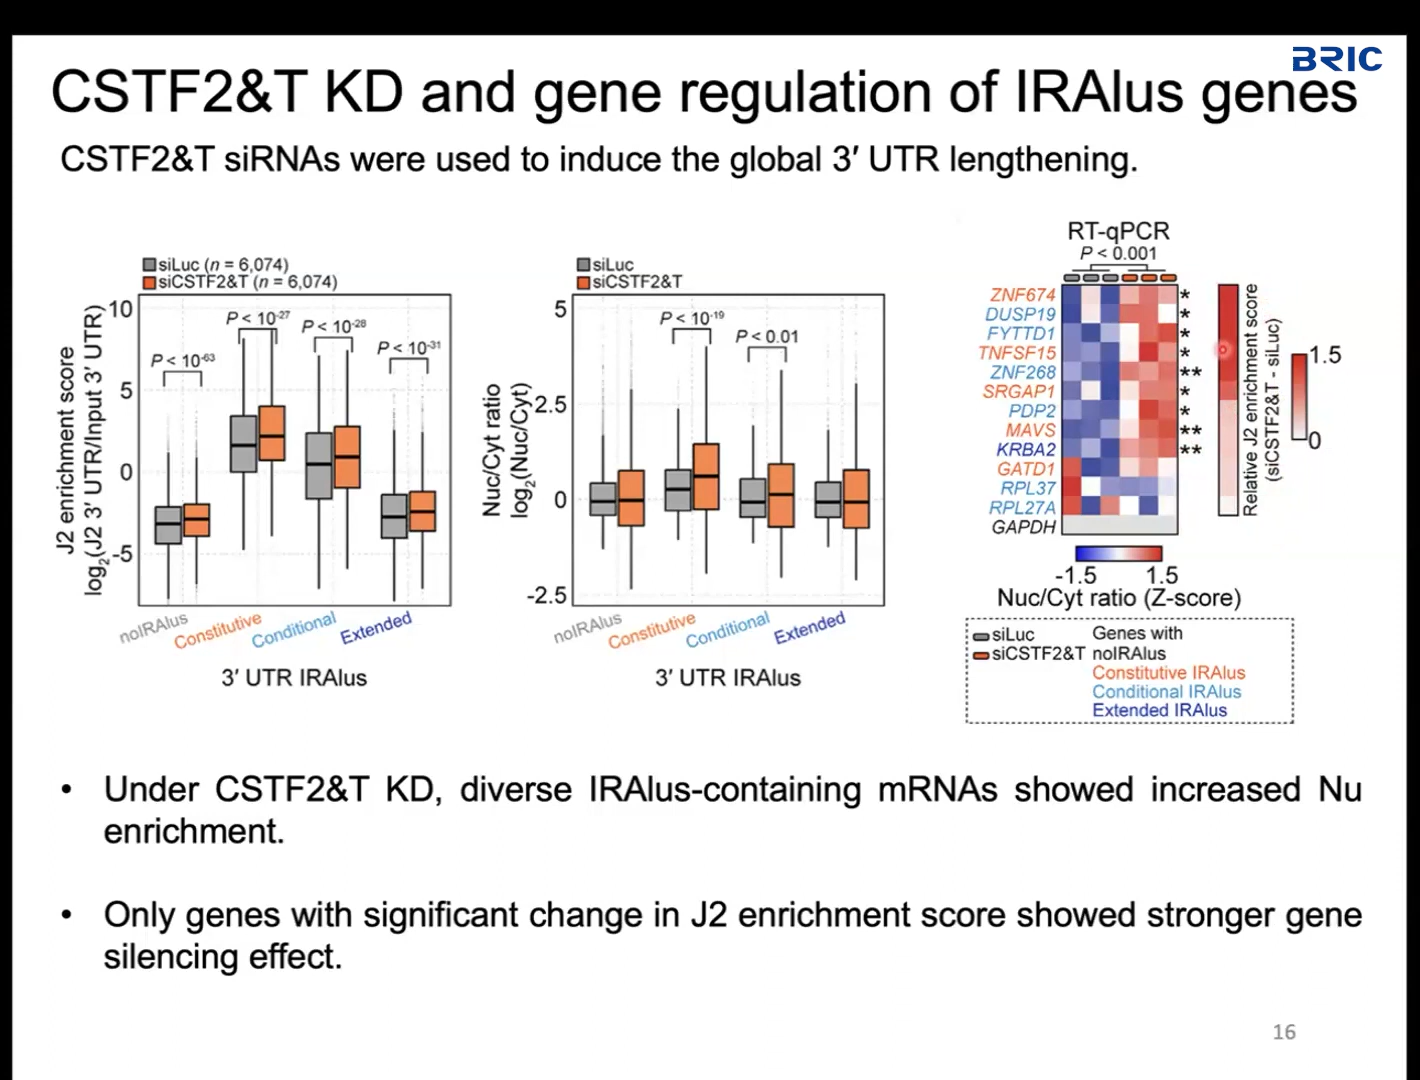 BRIC
CSTF2&T KD and gene regulation of IRAlus genes
CSTF2&T siRNAs were used to induce the global 3′ UTR lengthening.
siLuc (n = 6,074)
siCSTF2&T (n = 6,074)
J2 enrichment score
log2(J2 3′ UTR/Input 3′ UTR)
10
5
0
-5
P < 10-63
P < 10-27
P < 10-28
P < 10-31
noIRAlus
Constitutive
Conditional
Extended
3′ UTR IRAlus
siLuc
siCSTF2&T
Nuc/Cyt ratio
log2(Nuc/Cyt)
5
2.5
0
-2.5
P < 10-19
P < 0.01
noIRAlus
Constitutive
Conditional
Extended
3′ UTR IRAlus
RT-qPCR
P < 0.001
ZNF674 *
DUSP19 *
FYTTD1 *
TNFSF15 *
ZNF268 **
SRGAP1 *
PDP2 *
MAVS **
KRBA2 **
GATD1
RPL37
RPL27A
GAPDH
Relative J2 enrichment score
(siCSTF2&T - siLuc)
1.5
0
-1.5 1.5
Nuc/Cyt ratio (Z-score)
siLuc
siCSTF2&T
Genes with
noIRAlus
Constitutive IRAlus
Conditional IRAlus
Extended IRAlus
• Under CSTF2&T KD, diverse IRAlus-containing mRNAs showed increased Nu
enrichment.
• Only genes with significant change in J2 enrichment score showed stronger gene
silencing effect.
16